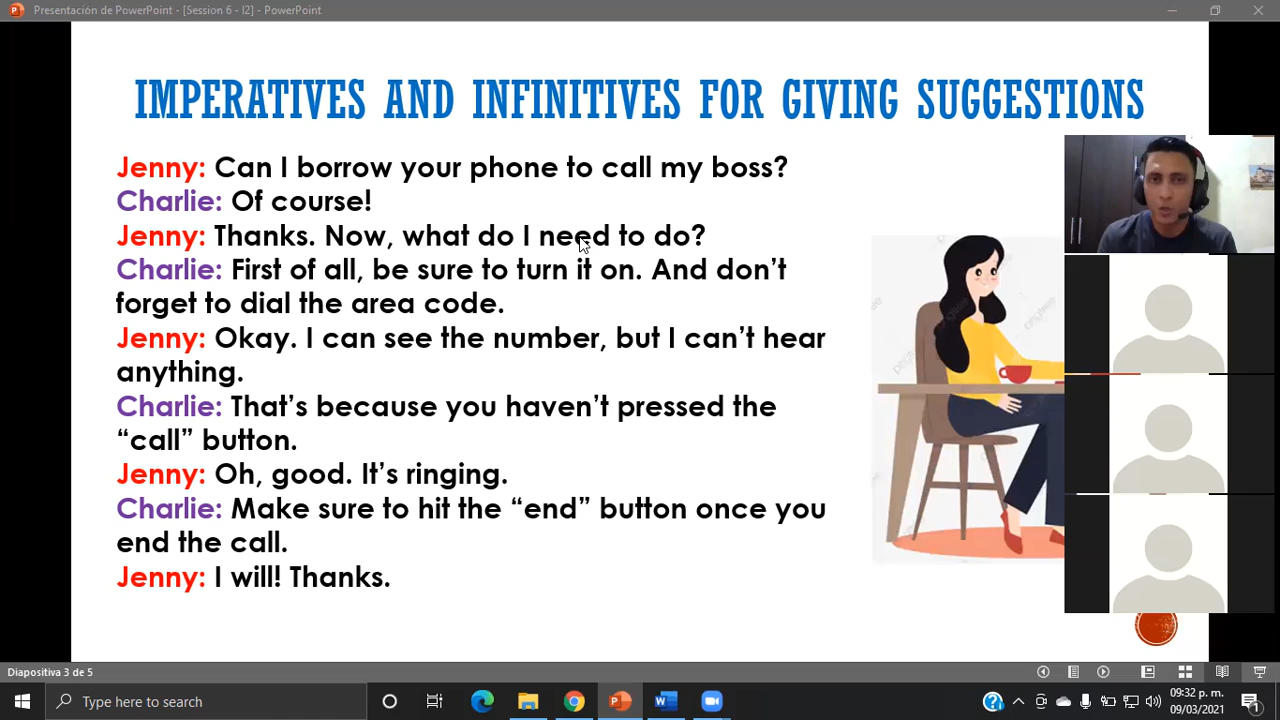 Presentación de PowerPoint - [Session 6 - I2] - PowerPoint
IMPERATIVES AND INFINITIVES FOR GIVING SUGGESTIONS
Jenny: Can I borrow your phone to call my boss?
Charlie: Of course!
Jenny: Thanks. Now, what do I need to do?
Charlie: First of all, be sure to turn it on. And don’t
forget to dial the area code.
Jenny: Okay. I can see the number, but I can’t hear
anything.
Charlie: That’s because you haven’t pressed the
“call” button.
Jenny: Oh, good. It’s ringing.
Charlie: Make sure to hit the “end” button once you
end the call.
Jenny: I will! Thanks.
Diapositiva 3 de 5
Type here to search
09:32 p. m.
09/03/2021